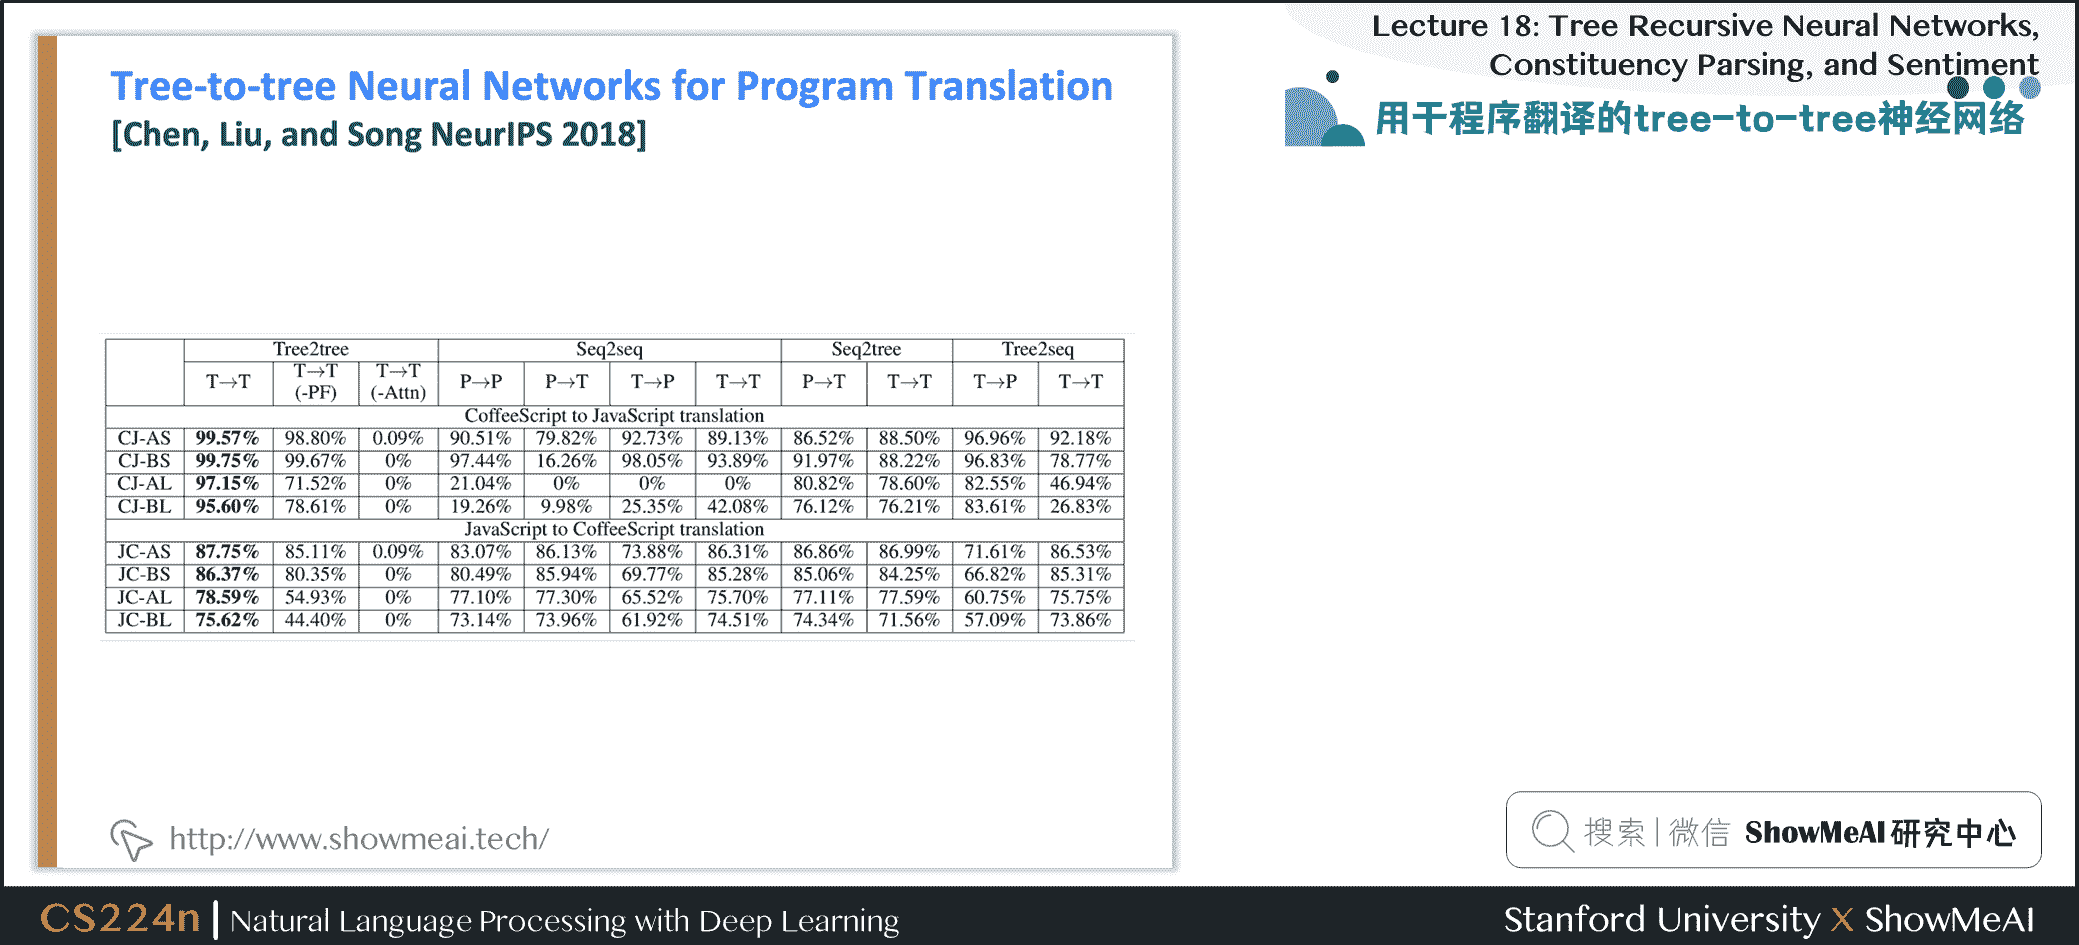 Lecture 18: Tree Recursive Neural Networks,
Constituency Parsing, and Sentiment
用于程序翻译的tree-to-tree神经网络
Tree-to-tree Neural Networks for Program Translation
[Chen, Liu, and Song NeurIPS 2018]
Tree2tree Seq2seq Seq2tree Tree2seq
T→T T→T (-PF) T→T (-Attn) P→P P→T T→P T→T P→T T→T T→P T→T
CoffeeScript to JavaScript translation
CJ-AS 99.57% 98.80% 0.09% 90.51% 79.82% 92.73% 89.13% 86.52% 88.50% 96.96% 92.18%
CJ-BS 99.75% 99.67% 0% 97.44% 16.26% 98.05% 93.89% 91.97% 88.22% 96.83% 78.77%
CJ-AL 97.15% 71.52% 0% 21.04% 0% 0% 0% 80.82% 78.60% 82.55% 46.94%
CJ-BL 95.60% 78.61% 0% 19.26% 9.98% 25.35% 42.08% 76.12% 76.21% 83.61% 26.83%
JavaScript to CoffeeScript translation
JC-AS 87.75% 85.11% 0.09% 83.07% 86.13% 73.88% 86.31% 86.86% 86.99% 71.61% 86.53%
JC-BS 86.37% 80.35% 0% 80.49% 85.94% 69.77% 85.28% 85.06% 84.25% 66.82% 85.31%
JC-AL 78.59% 54.93% 0% 77.10% 77.30% 65.52% 75.70% 77.11% 77.59% 60.75% 75.75%
JC-BL 75.62% 44.40% 0% 73.14% 73.96% 61.92% 74.51% 74.34% 71.56% 57.09% 73.86%
http://www.showmeai.tech/
搜索|微信 ShowMeAI 研究中心
CS224n | Natural Language Processing with Deep Learning
Stanford University X ShowMeAI